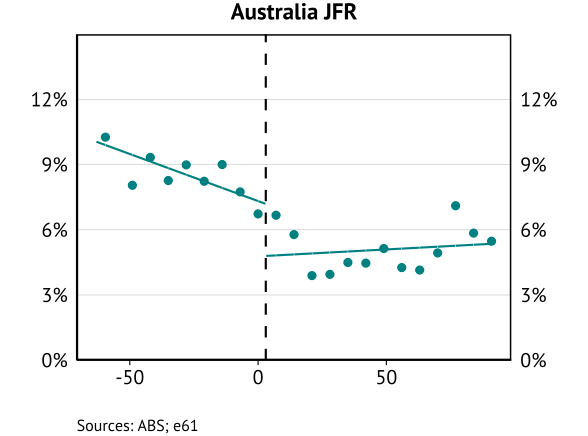 Australia JFR
12% 12%
9% 9%
6% 6%
3% 3%
0% 0%
-50 0 50
Sources: ABS; e61